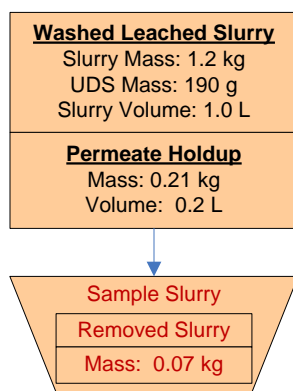 Washed Leached Slurry
Slurry Mass: 1.2 kg
UDS Mass: 190 g
Slurry Volume: 1.0 L
Permeate Holdup
Mass: 0.21 kg
Volume: 0.2 L
Sample Slurry
Removed Slurry
Mass: 0.07 kg